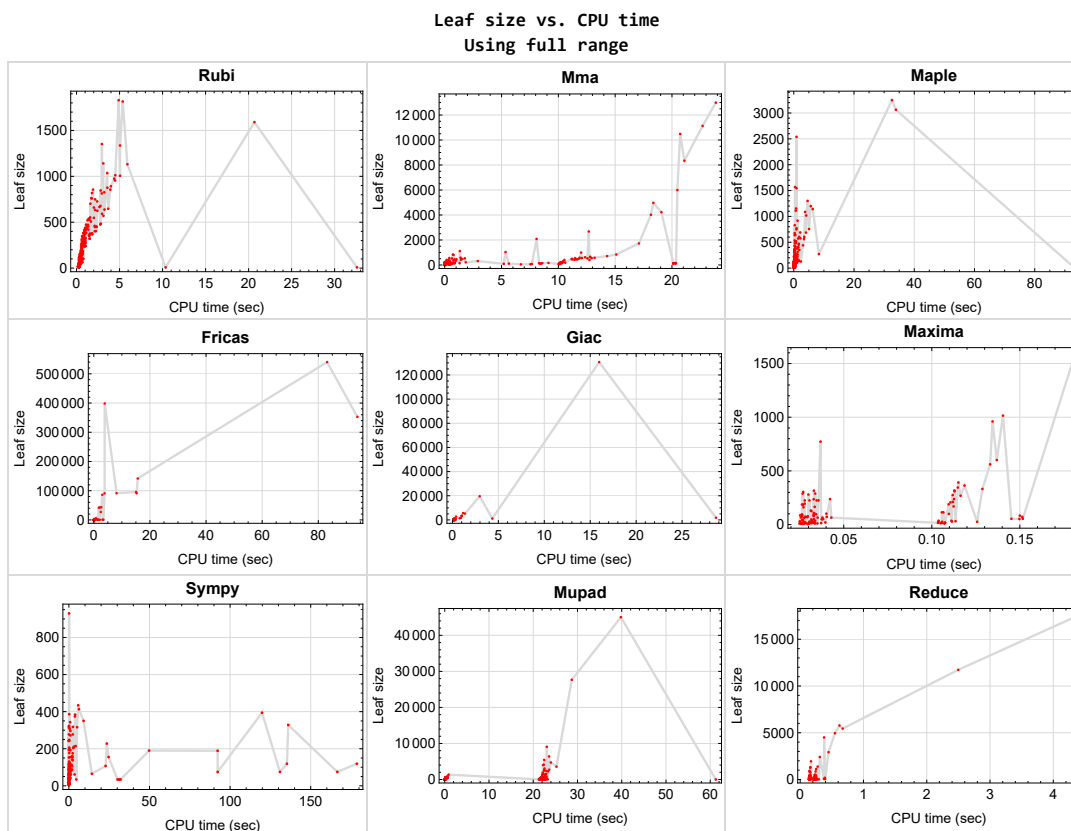 Leaf size vs. CPU time
Using full range
Rubi
Leaf size
1500
1000
500
0
0 5 10 15 20 25 30
CPU time (sec)
Mma
Leaf size
12 000
10 000
8000
6000
4000
2000
0
0 5 10 15 20
CPU time (sec)
Maple
Leaf size
3000
2500
2000
1500
1000
500
0
0 20 40 60 80
CPU time (sec)
Fricas
Leaf size
500 000
400 000
300 000
200 000
100 000
0
0 20 40 60 80
CPU time (sec)
Giac
Leaf size
120 000
100 000
80 000
60 000
40 000
20 000
0
0 5 10 15 20 25
CPU time (sec)
Maxima
Leaf size
1500
1000
500
0
0.05 0.10 0.15
CPU time (sec)
Sympy
Leaf size
800
600
400
200
0
0 50 100 150
CPU time (sec)
Mupad
Leaf size
40 000
30 000
20 000
10 000
0
0 10 20 30 40 50 60
CPU time (sec)
Reduce
Leaf size
15 000
10 000
5000
0
0 1 2 3 4
CPU time (sec)